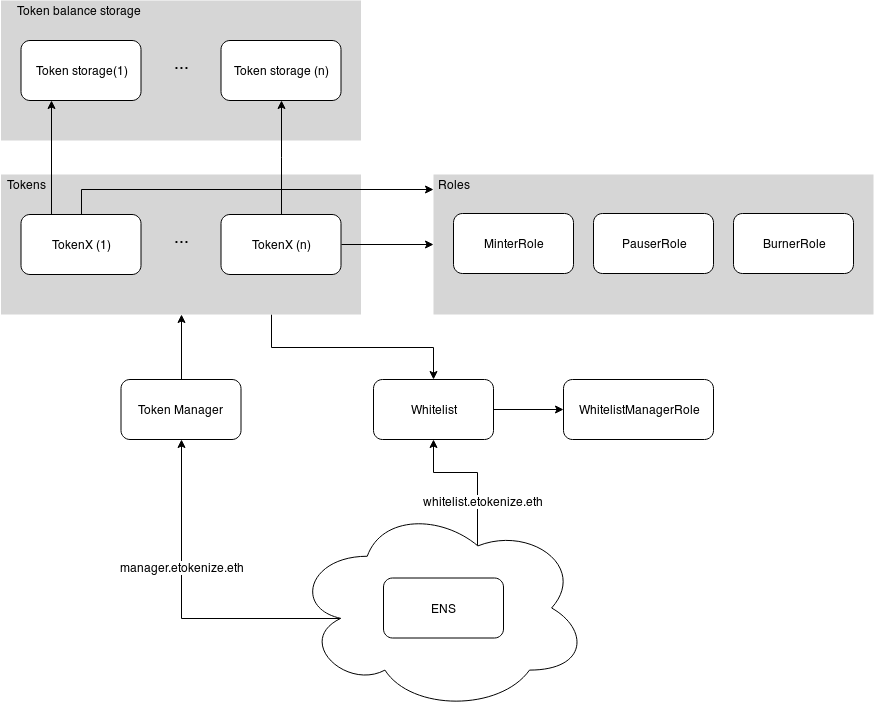 Token balance storage
Token storage(1)
...
Token storage (n)
Tokens
Roles
TokenX (1)
...
TokenX (n)
MinterRole
PauserRole
BurnerRole
Token Manager
Whitelist
WhitelistManagerRole
whitelist.etokenize.eth
manager.etokenize.eth
ENS